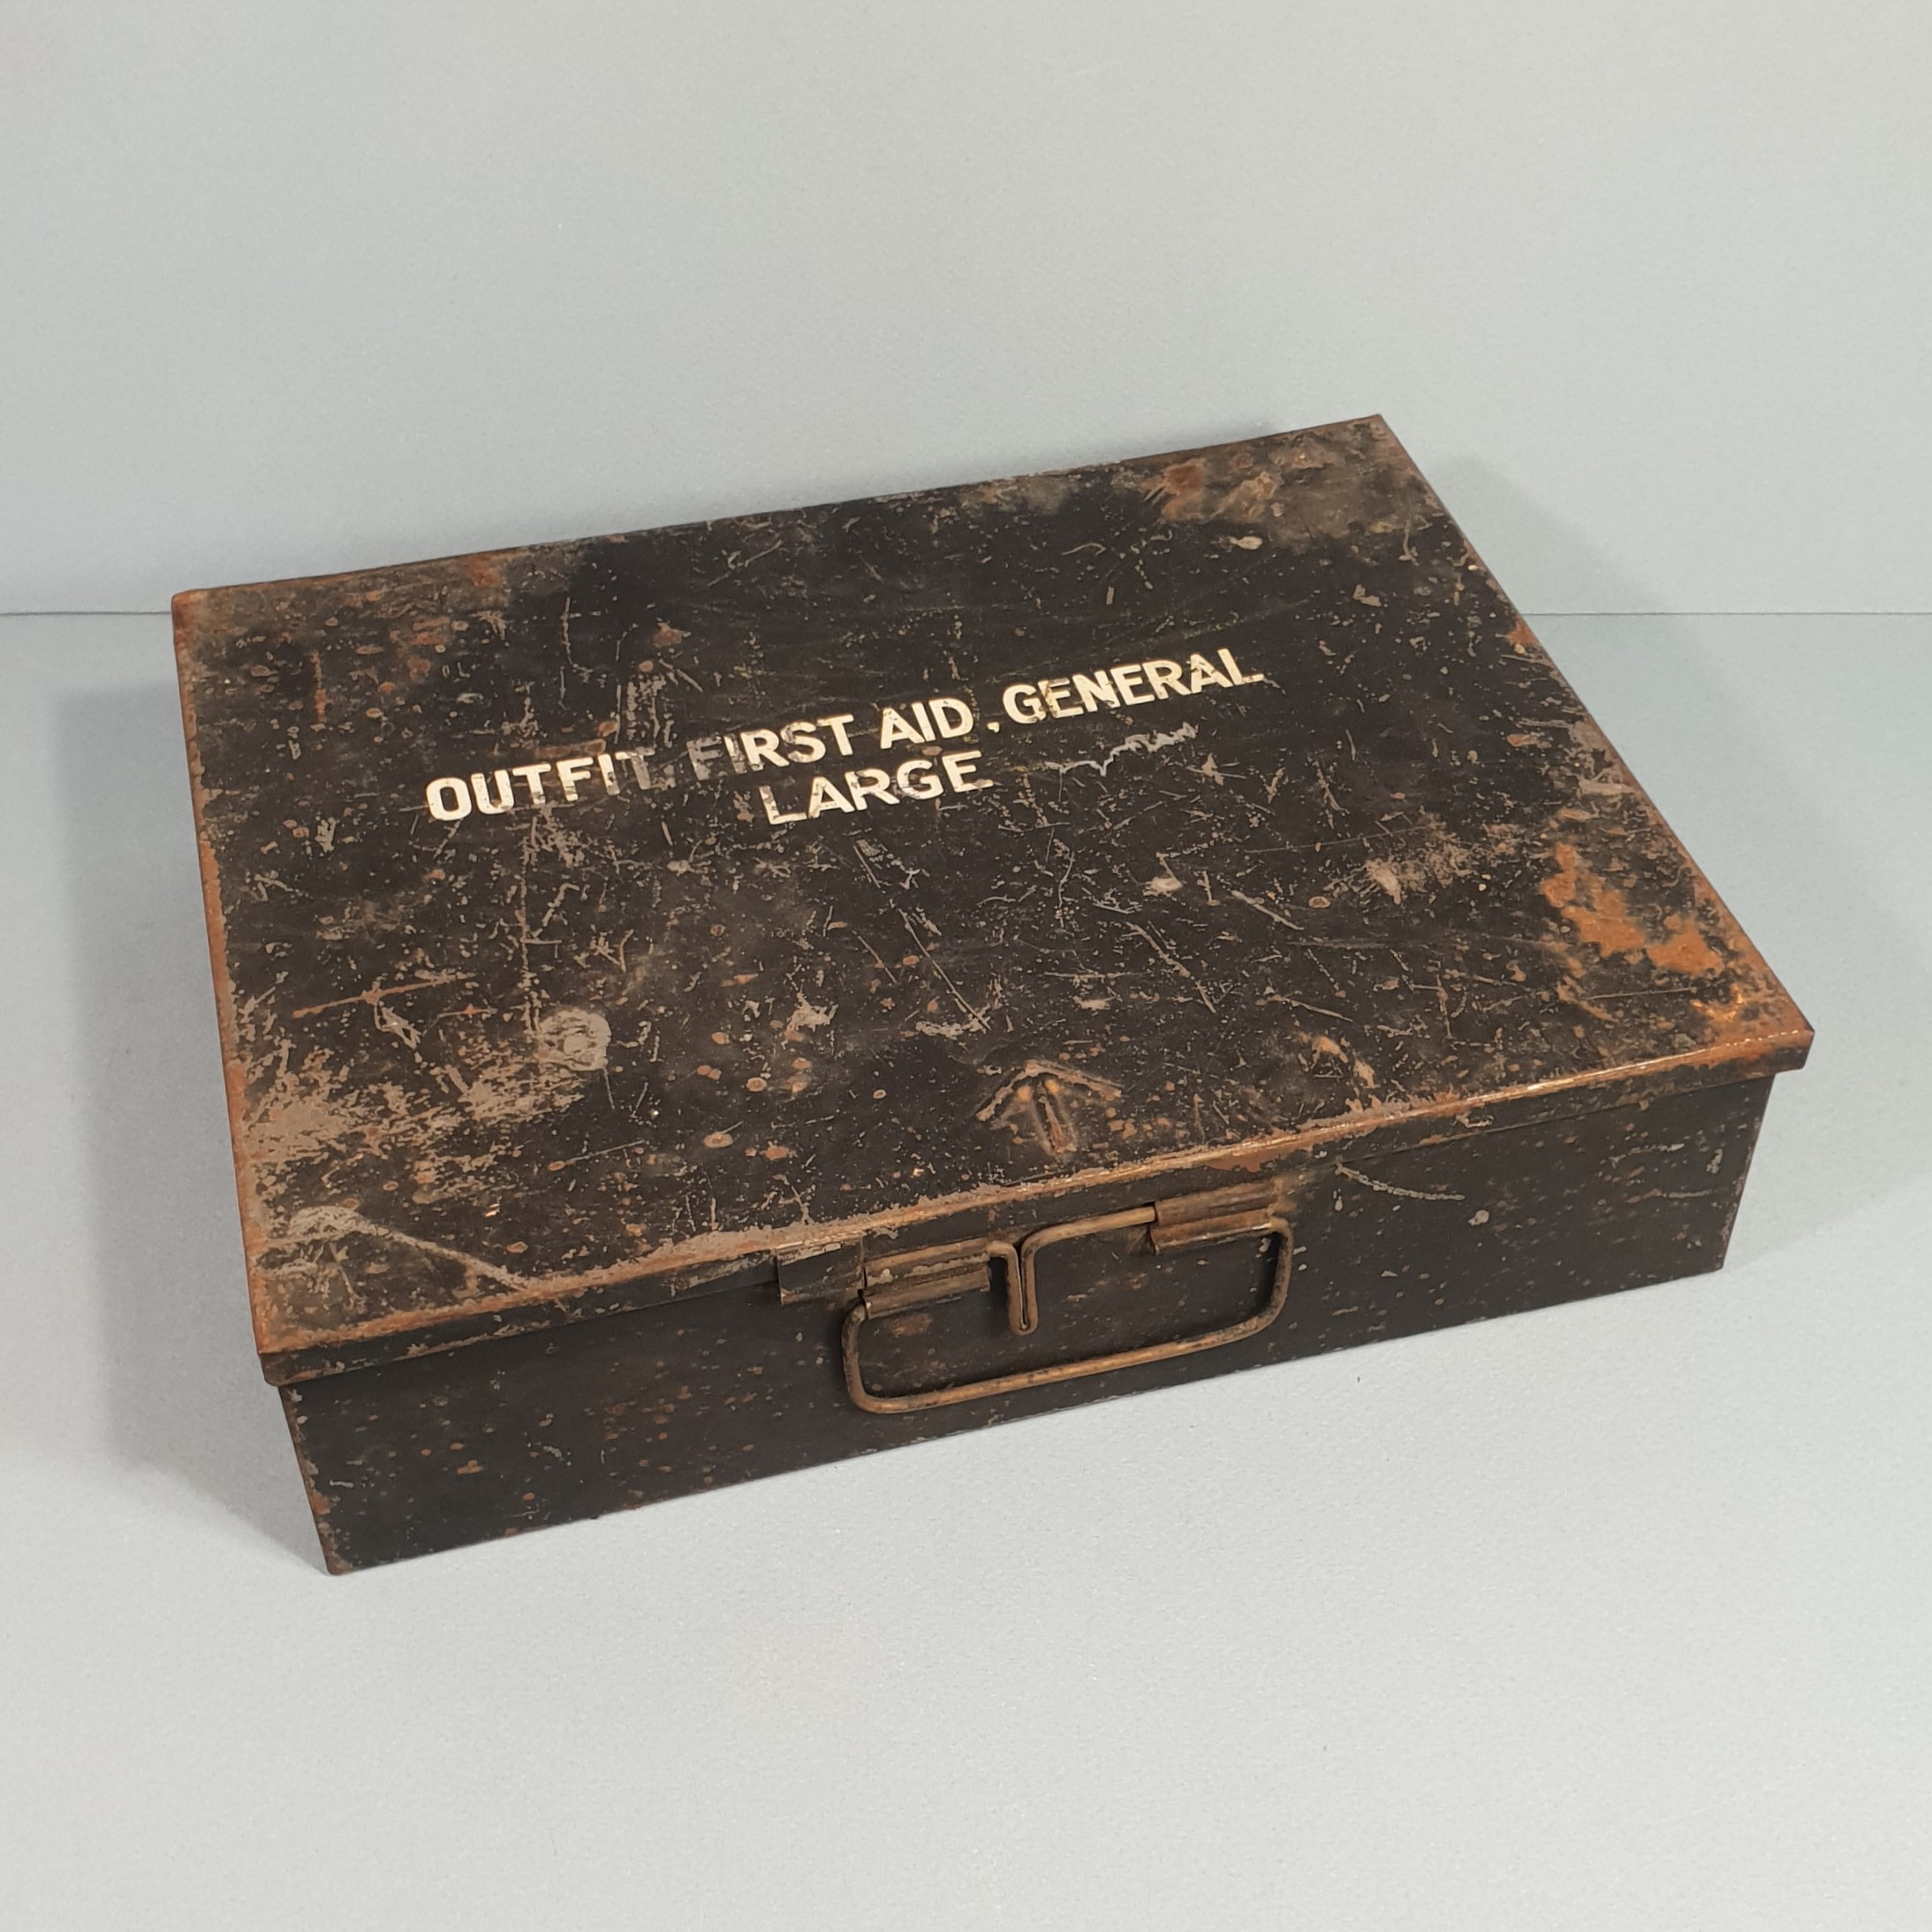 OUTFIT, FIRST AID, GENERAL
LARGE